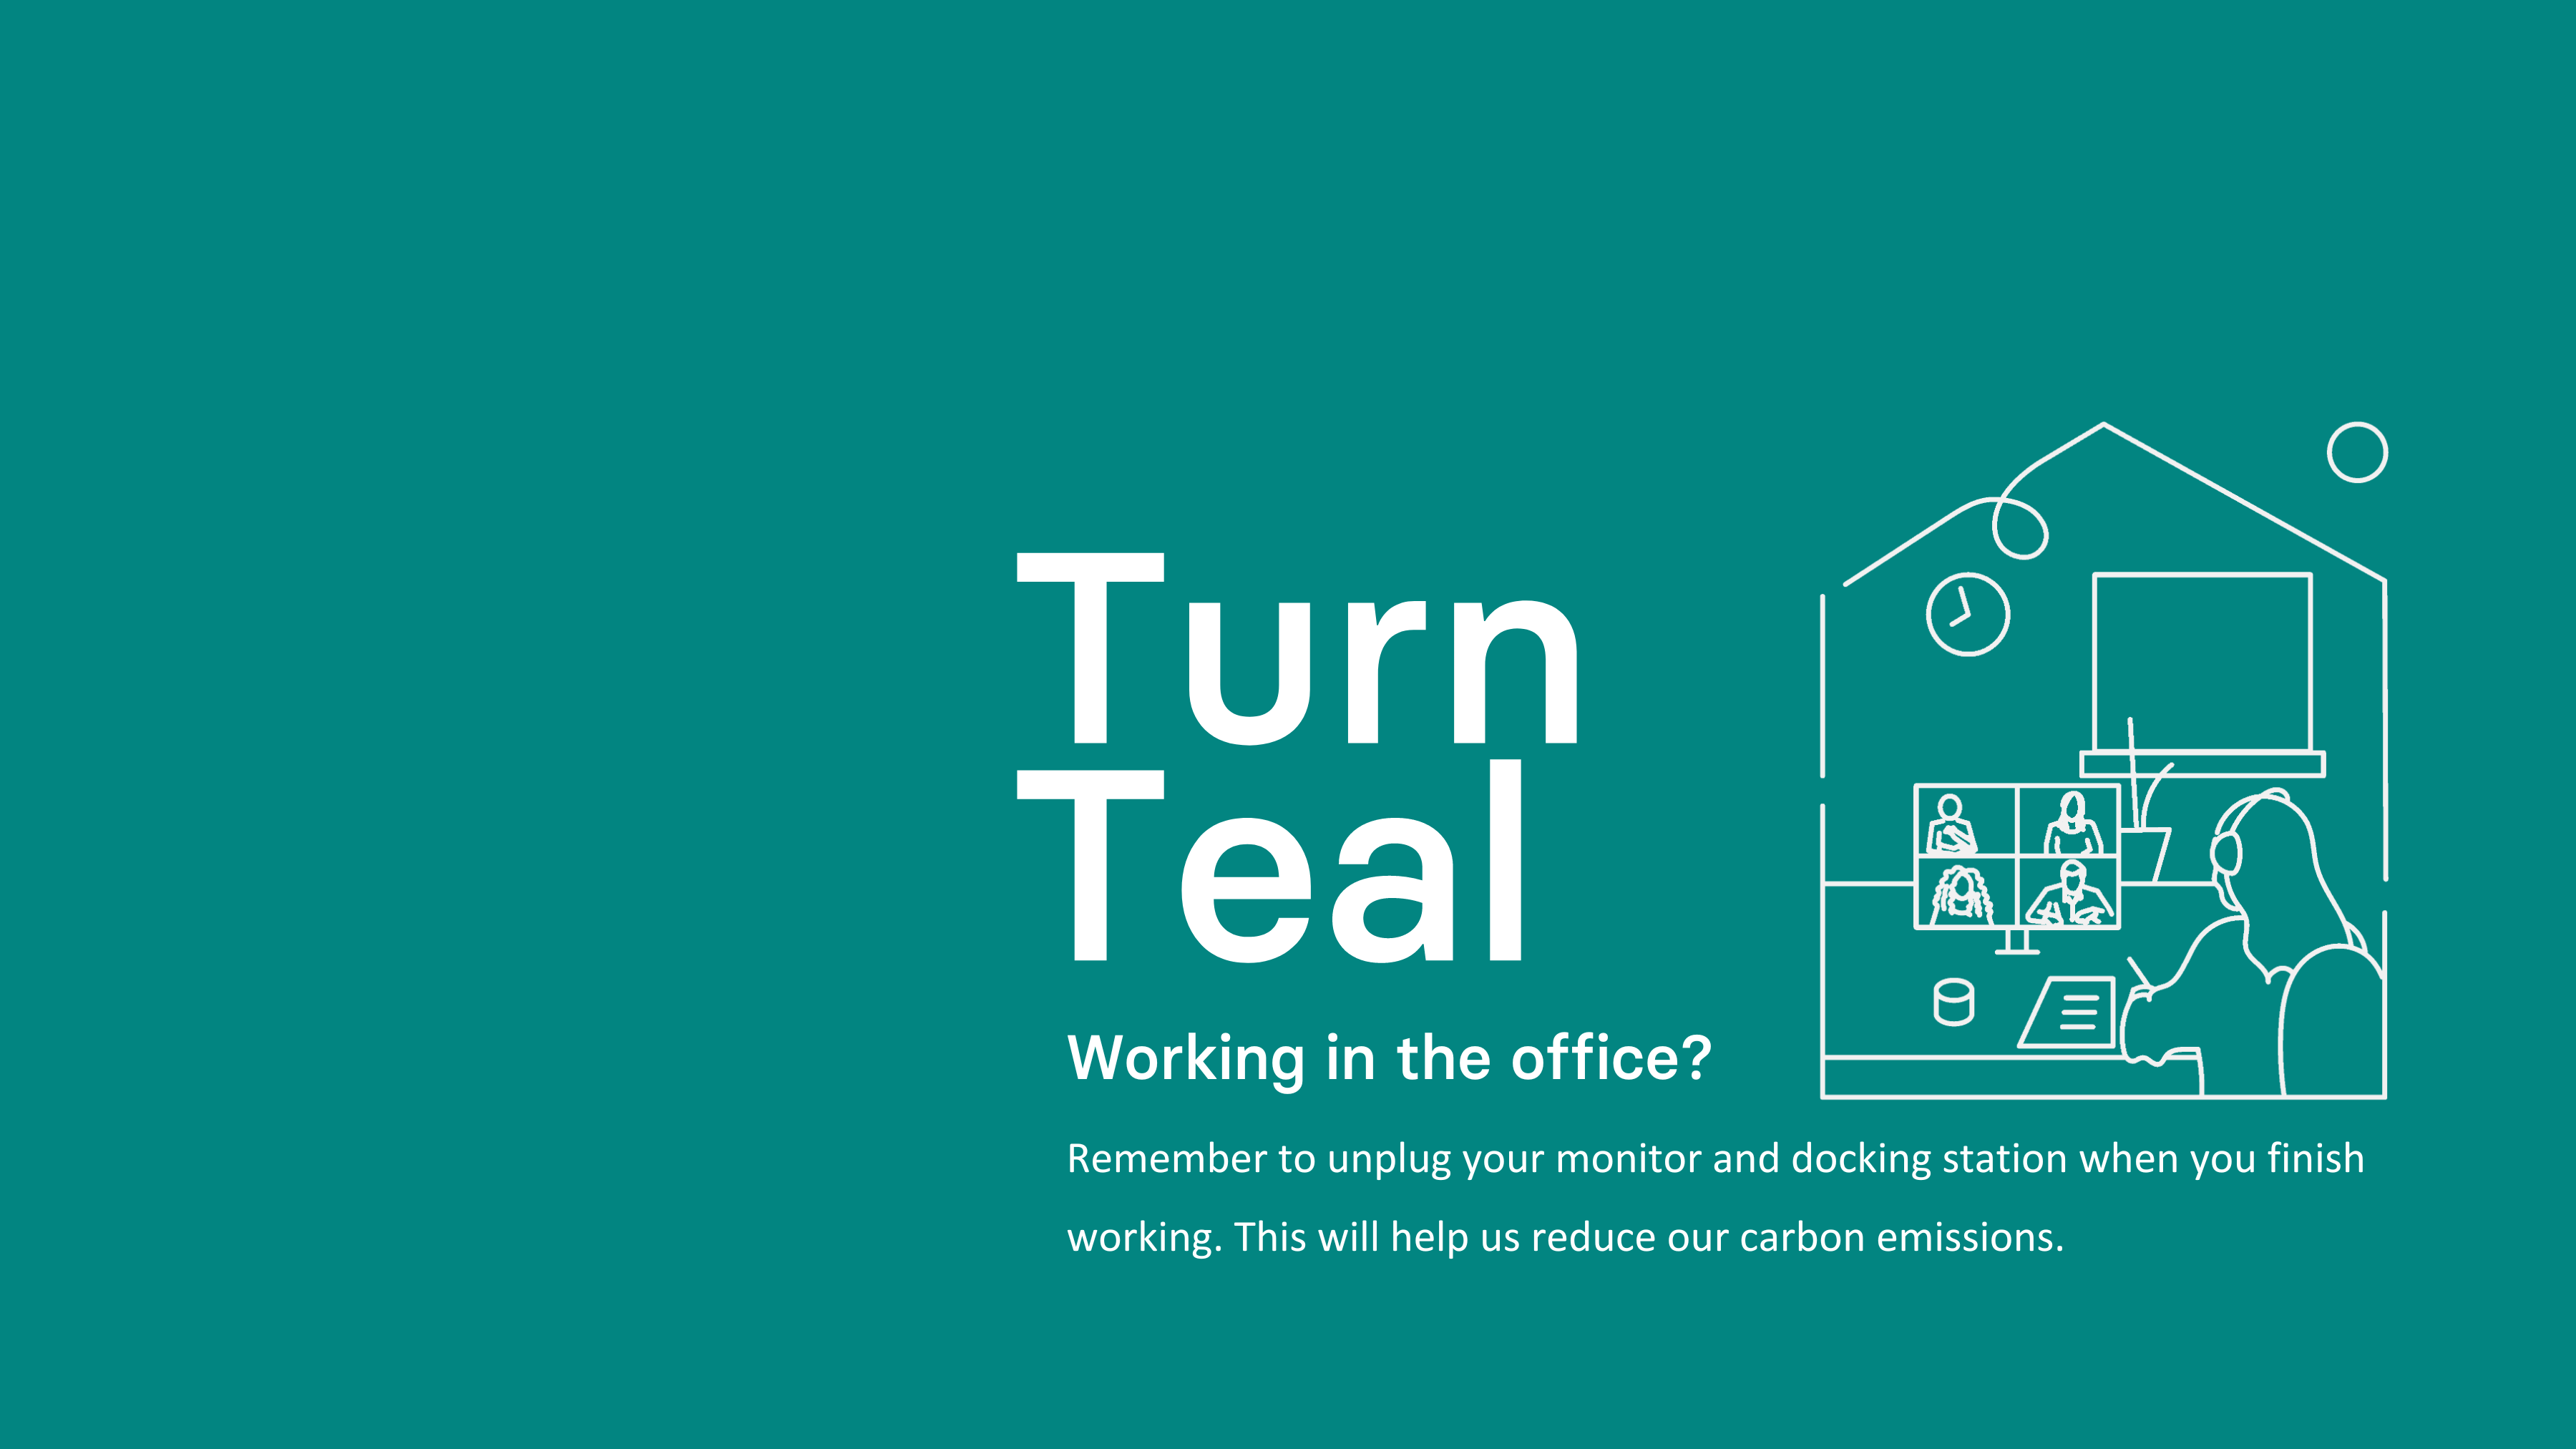 Turn
Teal
Working in the office?
Remember to unplug your monitor and docking station when you finish
working. This will help us reduce our carbon emissions.